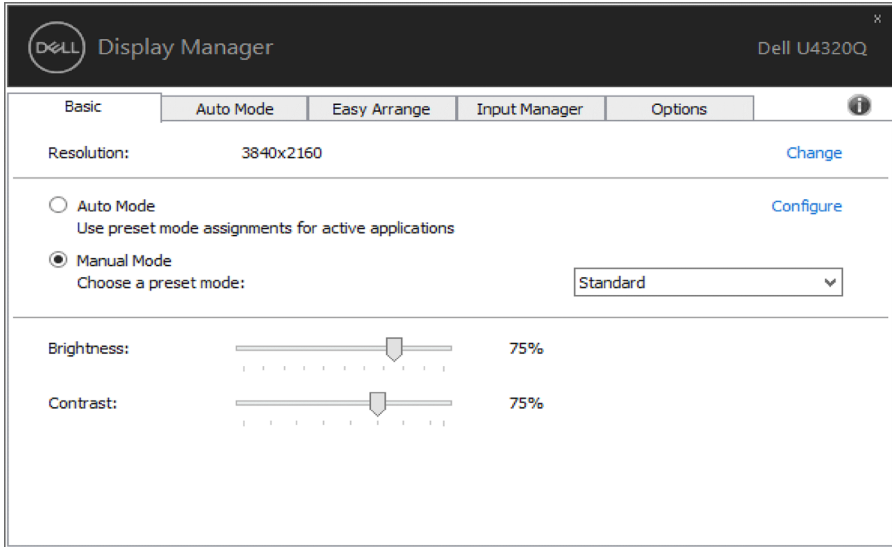 x
DELL Display Manager Dell U4320Q
Basic Auto Mode Easy Arrange Input Manager Options i
Resolution: 3840x2160 Change
Auto Mode Configure
Use preset mode assignments for active applications
Manual Mode
Choose a preset mode: Standard
Brightness: 75%
Contrast: 75%